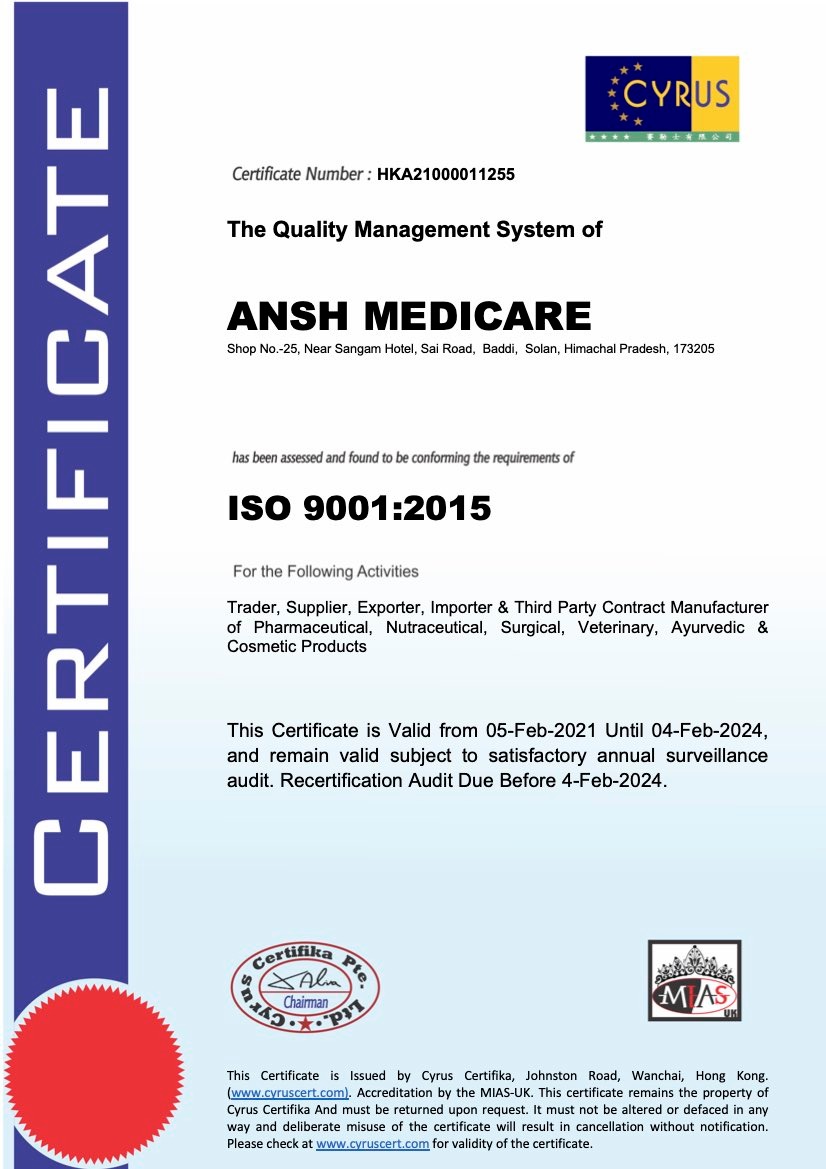 CERTIFICATE
CYRUS
賽勒士有限公司
Certificate Number : HKA21000011255
The Quality Management System of
ANSH MEDICARE
Shop No.-25, Near Sangam Hotel, Sai Road, Baddi, Solan, Himachal Pradesh, 173205
has been assessed and found to be conforming the requirements of
ISO 9001:2015
For the Following Activities
Trader, Supplier, Exporter, Importer & Third Party Contract Manufacturer
of Pharmaceutical, Nutraceutical, Surgical, Veterinary, Ayurvedic &
Cosmetic Products
This Certificate is Valid from 05-Feb-2021 Until 04-Feb-2024,
and remain valid subject to satisfactory annual surveillance
audit. Recertification Audit Due Before 4-Feb-2024.
Cyrus Certifika Pte. Ltd.
Chairman
MIAS
UK
This Certificate is Issued by Cyrus Certifika, Johnston Road, Wanchai, Hong Kong.
(www.cyruscert.com). Accreditation by the MIAS-UK. This certificate remains the property of
Cyrus Certifika And must be returned upon request. It must not be altered or defaced in any
way and deliberate misuse of the certificate will result in cancellation without notification.
Please check at www.cyruscert.com for validity of the certificate.